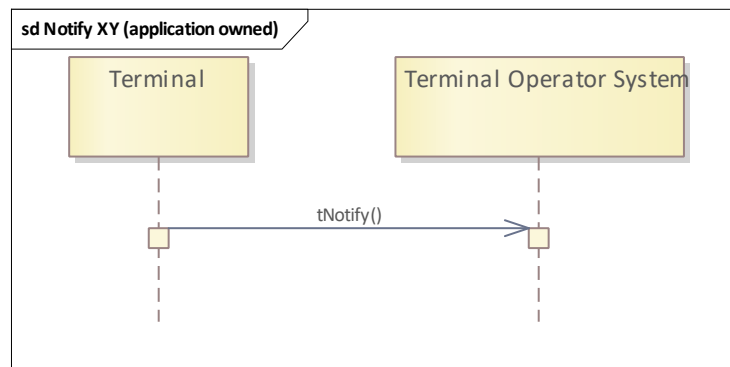 sd Notify XY (application owned)
Terminal
Terminal Operator System
tNotify()